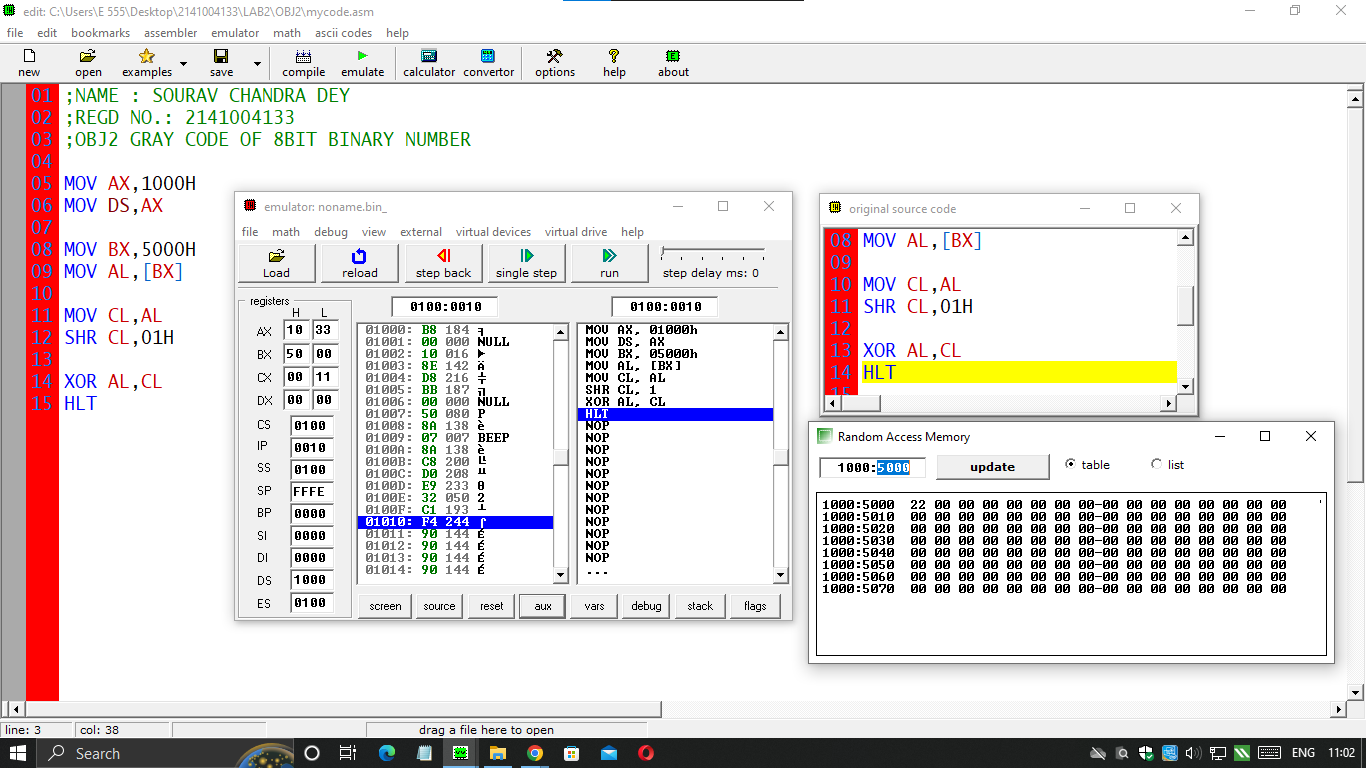 edit: C:\Users\E 555\Desktop\2141004133\LAB2\OBJ2\mycode.asm
file edit bookmarks assembler emulator math ascii codes help
new open examples save compile emulate calculator convertor options help about
01 ;NAME : SOURAV CHANDRA DEY
02 ;REGD NO.: 2141004133
03 ;OBJ2 GRAY CODE OF 8BIT BINARY NUMBER
04
05 MOV AX,1000H
06 MOV DS,AX
07
08 MOV BX,5000H
09 MOV AL,[BX]
10
11 MOV CL,AL
12 SHR CL,01H
13
14 XOR AL,CL
15 HLT
emulator: noname.bin_
file math debug view external virtual devices virtual drive help
Load reload step back single step run step delay ms: 0
registers
H L
AX 10 33
BX 50 00
CX 00 11
DX 00 00
CS 0100
IP 0010
SS 0100
SP FFFE
BP 0000
SI 0000
DI 0000
DS 1000
ES 0100
0100:0010
01000: B8 184 ╕
01001: 00 000 NULL
01002: 10 016 ►
01003: 8E 142 Ä
01004: D8 216 ╪
01005: BB 187 ╗
01006: 00 000 NULL
01007: 50 080 P
01008: 8A 138 è
01009: 07 007 BEEP
0100A: 8A 138 è
0100B: C8 200 ╚
0100C: D0 208 ╨
0100D: E9 233 Θ
0100E: 32 050 2
0100F: C1 193 ┴
01010: F4 244 ⌠
01011: 90 144 É
01012: 90 144 É
01013: 90 144 É
01014: 90 144 É
0100:0010
MOV AX, 01000h
MOV DS, AX
MOV BX, 05000h
MOV AL, [BX]
MOV CL, AL
SHR CL, 1
XOR AL, CL
HLT
NOP
NOP
NOP
NOP
NOP
NOP
NOP
NOP
NOP
NOP
NOP
NOP
...
screen source reset aux vars debug stack flags
original source code
08 MOV AL,[BX]
09
10 MOV CL,AL
11 SHR CL,01H
12
13 XOR AL,CL
14 HLT
Random Access Memory
1000:5000 update table list
1000:5000 22 00 00 00 00 00 00 00-00 00 00 00 00 00 00 00 '
1000:5010 00 00 00 00 00 00 00 00-00 00 00 00 00 00 00 00
1000:5020 00 00 00 00 00 00 00 00-00 00 00 00 00 00 00 00
1000:5030 00 00 00 00 00 00 00 00-00 00 00 00 00 00 00 00
1000:5040 00 00 00 00 00 00 00 00-00 00 00 00 00 00 00 00
1000:5050 00 00 00 00 00 00 00 00-00 00 00 00 00 00 00 00
1000:5060 00 00 00 00 00 00 00 00-00 00 00 00 00 00 00 00
1000:5070 00 00 00 00 00 00 00 00-00 00 00 00 00 00 00 00
line: 3 col: 38 drag a file here to open
Search ENG 11:02